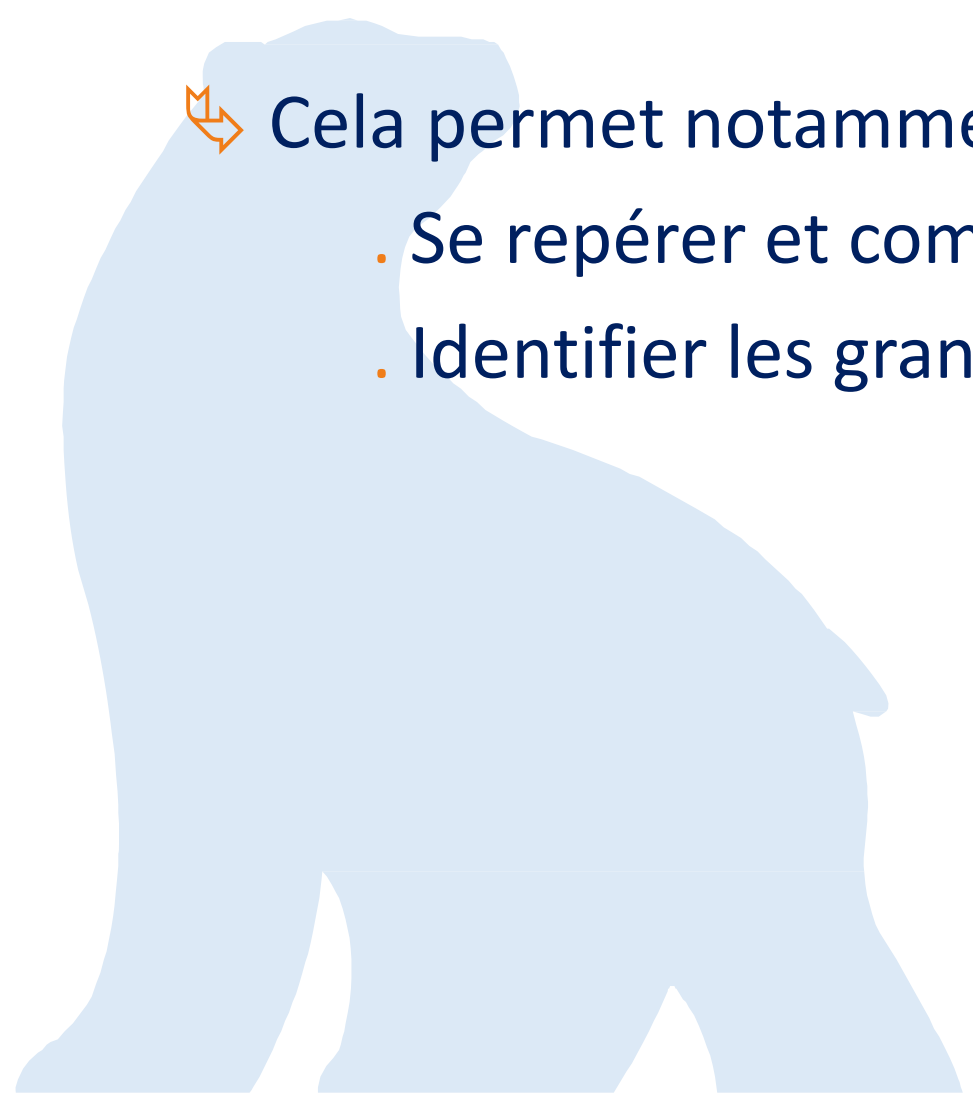 Cela permet notamme
. Se repérer et com
. Identifier les gran